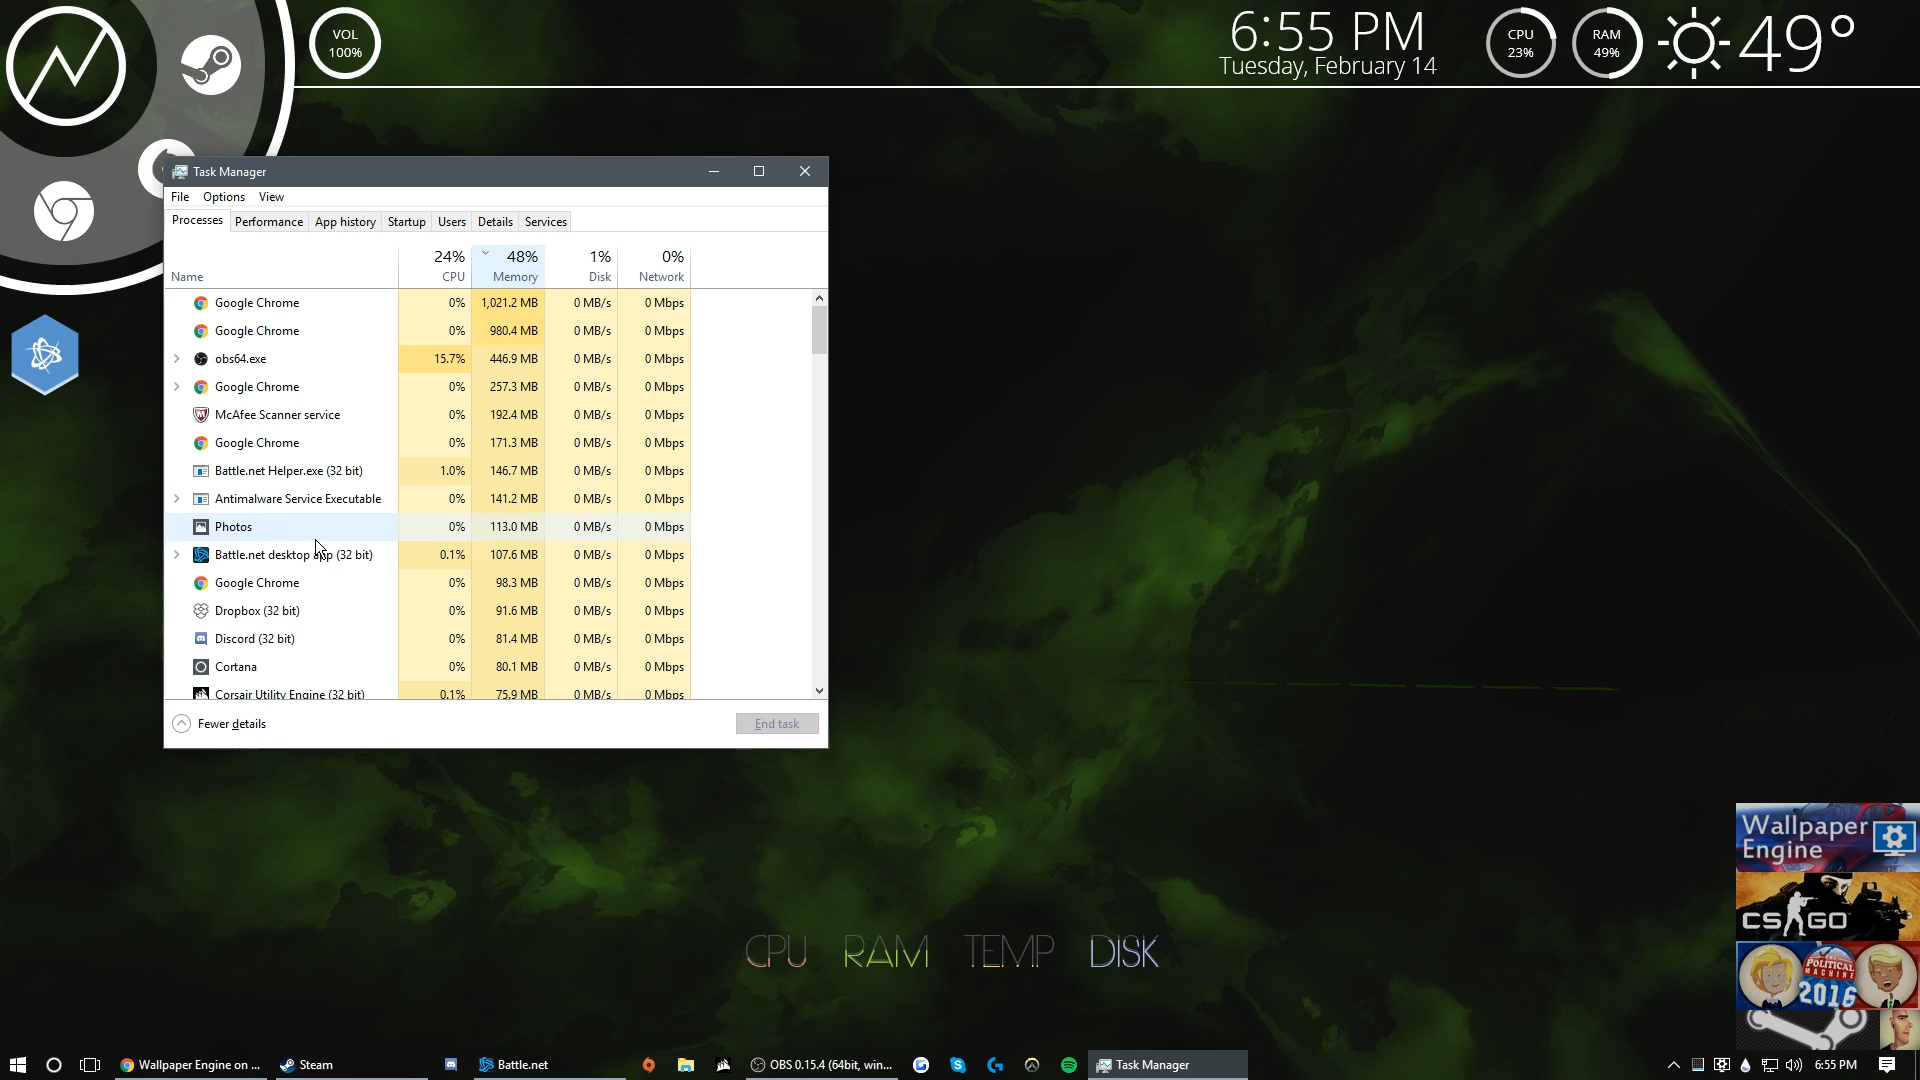 VOL
100%
6:55 PM
Tuesday, February 14
CPU
23%
RAM
49%
49°
Task Manager
File Options View
Processes Performance App history Startup Users Details Services
24% 48% 1% 0%
Name CPU Memory Disk Network
Google Chrome 0% 1,021.2 MB 0 MB/s 0 Mbps
Google Chrome 0% 980.4 MB 0 MB/s 0 Mbps
obs64.exe 15.7% 446.9 MB 0 MB/s 0 Mbps
Google Chrome 0% 257.3 MB 0 MB/s 0 Mbps
McAfee Scanner service 0% 192.4 MB 0 MB/s 0 Mbps
Google Chrome 0% 171.3 MB 0 MB/s 0 Mbps
Battle.net Helper.exe (32 bit) 1.0% 146.7 MB 0 MB/s 0 Mbps
Antimalware Service Executable 0% 141.2 MB 0 MB/s 0 Mbps
Photos 0% 113.0 MB 0 MB/s 0 Mbps
Battle.net desktop app (32 bit) 0.1% 107.6 MB 0 MB/s 0 Mbps
Google Chrome 0% 98.3 MB 0 MB/s 0 Mbps
Dropbox (32 bit) 0% 91.6 MB 0 MB/s 0 Mbps
Discord (32 bit) 0% 81.4 MB 0 MB/s 0 Mbps
Cortana 0% 80.1 MB 0 MB/s 0 Mbps
Corsair Utility Engine (32 bit) 0.1% 75.9 MB 0 MB/s 0 Mbps
Fewer details End task
Wallpaper
Engine
CS GO
THE POLITICAL
MACHINE
2016
CPU RAM TEMP DISK
Wallpaper Engine on ... Steam Battle.net OBS 0.15.4 (64bit, win... Task Manager 6:55 PM